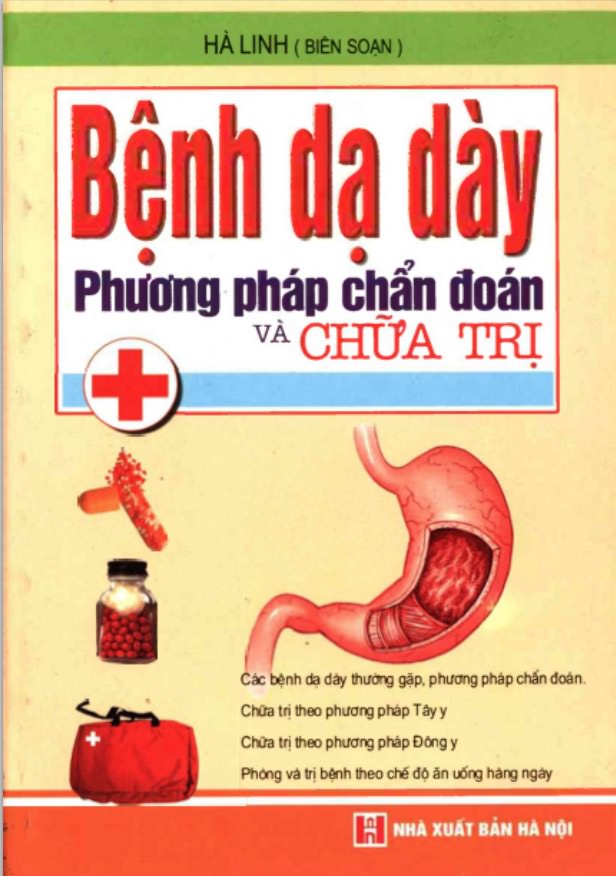 HÀ LINH ( BIÊN SOẠN )
Bệnh dạ dày
Phương pháp chẩn đoán
VÀ CHỮA TRỊ
Các bệnh dạ dày thường gặp, phương pháp chẩn đoán.
Chữa trị theo phương pháp Tây y
Chữa trị theo phương pháp Đông y
Phòng và trị bệnh theo chế độ ăn uống hàng ngày
NHÀ XUẤT BẢN HÀ NỘI